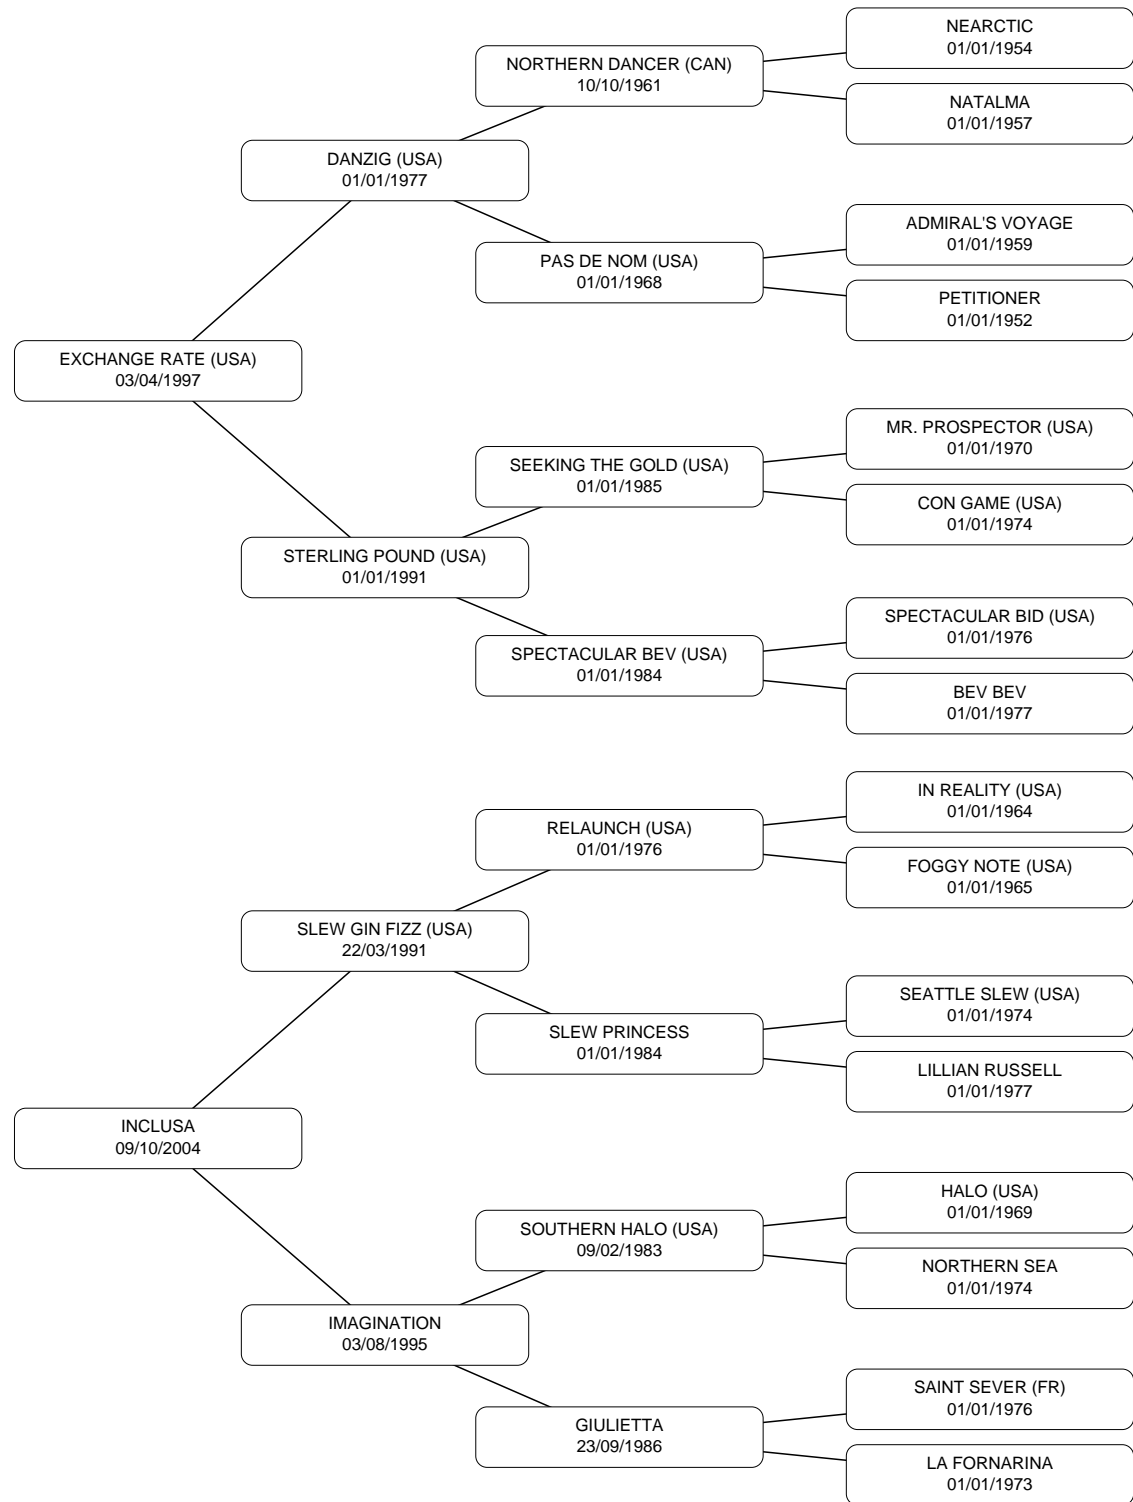 NEARCTIC
01/01/1954
NORTHERN DANCER (CAN)
10/10/1961
NATALMA
01/01/1957
DANZIG (USA)
01/01/1977
ADMIRAL'S VOYAGE
01/01/1959
PAS DE NOM (USA)
01/01/1968
PETITIONER
01/01/1952
EXCHANGE RATE (USA)
03/04/1997
MR. PROSPECTOR (USA)
01/01/1970
SEEKING THE GOLD (USA)
01/01/1985
CON GAME (USA)
01/01/1974
STERLING POUND (USA)
01/01/1991
SPECTACULAR BID (USA)
01/01/1976
SPECTACULAR BEV (USA)
01/01/1984
BEV BEV
01/01/1977
IN REALITY (USA)
01/01/1964
RELAUNCH (USA)
01/01/1976
FOGGY NOTE (USA)
01/01/1965
SLEW GIN FIZZ (USA)
22/03/1991
SEATTLE SLEW (USA)
01/01/1974
SLEW PRINCESS
01/01/1984
LILLIAN RUSSELL
01/01/1977
INCLUSA
09/10/2004
HALO (USA)
01/01/1969
SOUTHERN HALO (USA)
09/02/1983
NORTHERN SEA
01/01/1974
IMAGINATION
03/08/1995
SAINT SEVER (FR)
01/01/1976
GIULIETTA
23/09/1986
LA FORNARINA
01/01/1973